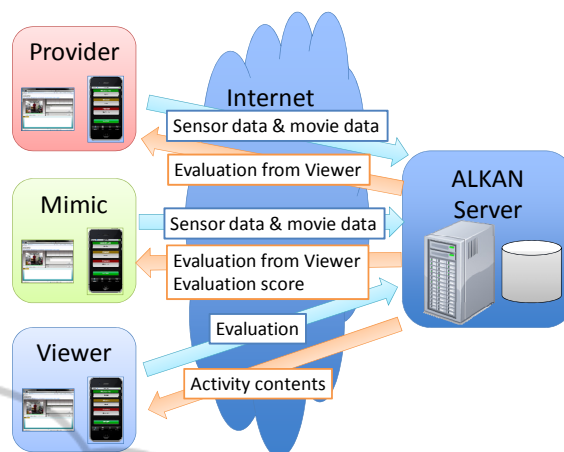 Provider
Internet
Sensor data & movie data
Evaluation from Viewer
ALKAN
Server
Mimic
Sensor data & movie data
Evaluation from Viewer
Evaluation score
Viewer
Evaluation
Activity contents